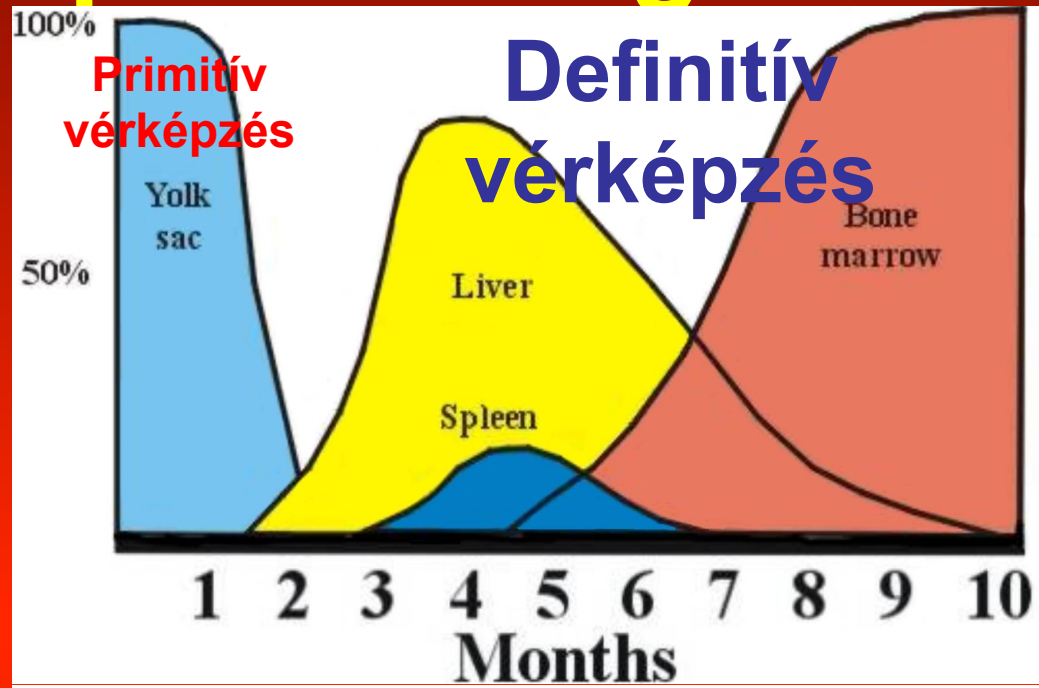 100%
Primitív
vérképzés
Definitív
vérképzés
Yolk
sac
Bone
marrow
50%
Liver
Spleen
1 2 3 4 5 6 7 8 9 10
Months